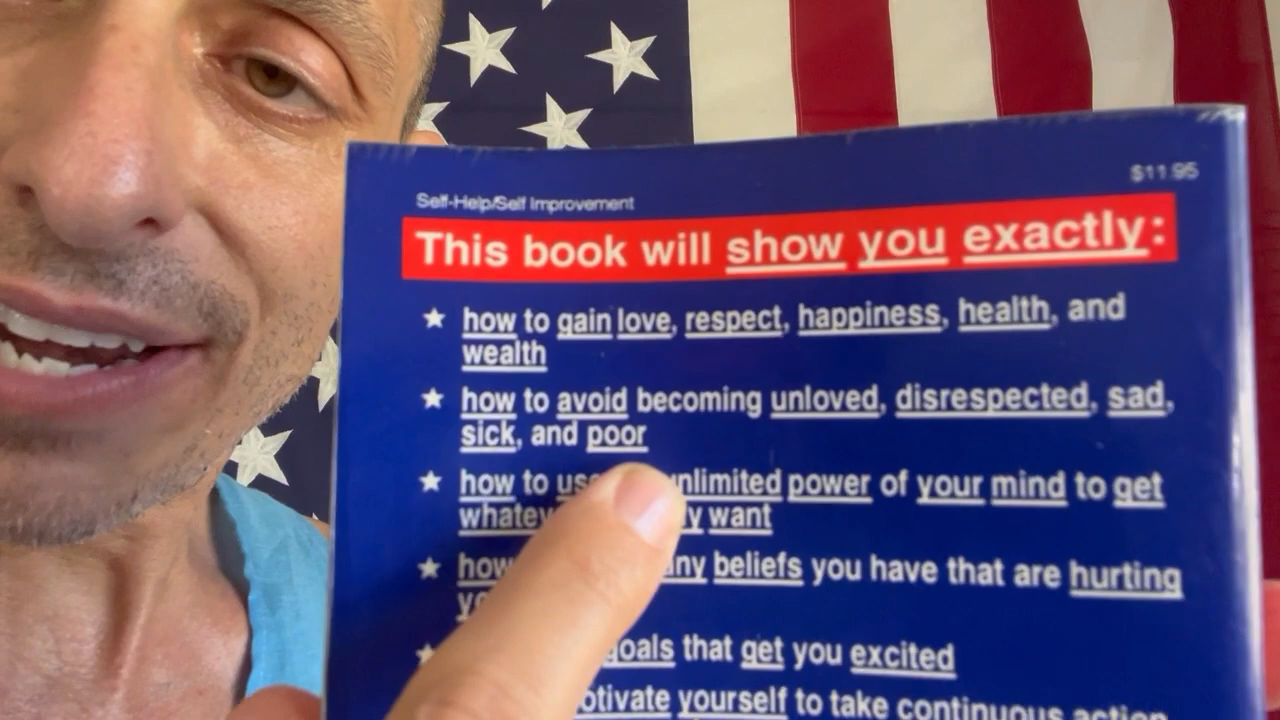 $11.95
Self-Help/Self Improvement
This book will show you exactly:
★ how to gain love, respect, happiness, health, and
wealth
★ how to avoid becoming unloved, disrespected, sad,
sick, and poor
★ how to unlimited power of your mind to get
want
★ how beliefs you have that are hurting
goals that get you excited
yourself to take continuous action